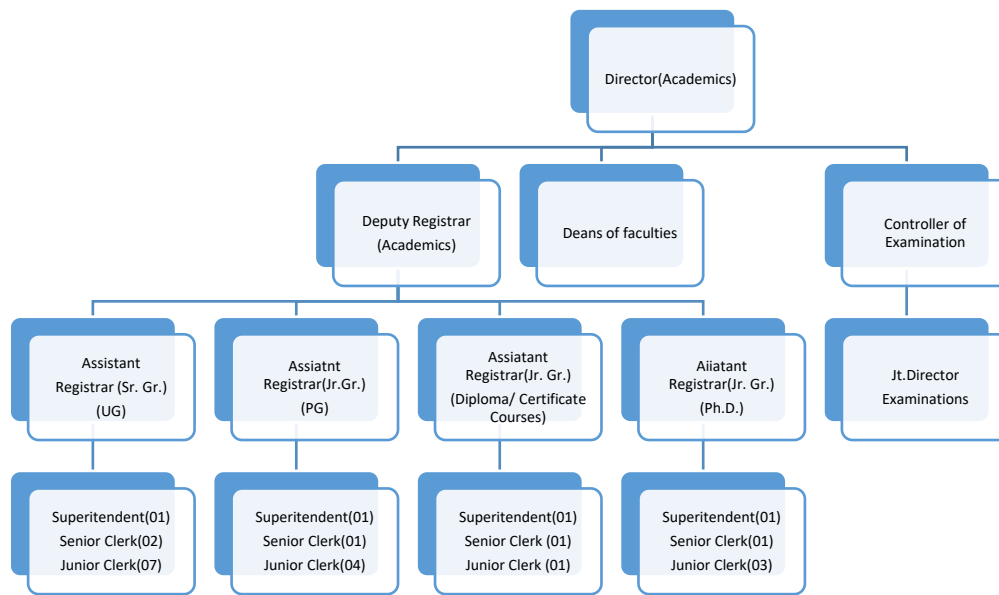 Director(Academics)
Deputy Registrar
(Academics)
Deans of faculties
Controller of
Examination
Assistant
Registrar (Sr. Gr.)
(UG)
Assiatnt
Registrar(Jr.Gr.)
(PG)
Assiatant
Registrar(Jr. Gr.)
(Diploma/ Certificate
Courses)
Aiiatant
Registrar(Jr. Gr.)
(Ph.D.)
Jt.Director
Examinations
Superitendent(01)
Senior Clerk(02)
Junior Clerk(07)
Superitendent(01)
Senior Clerk(01)
Junior Clerk(04)
Superitendent(01)
Senior Clerk (01)
Junior Clerk (01)
Superitendent(01)
Senior Clerk(01)
Junior Clerk(03)